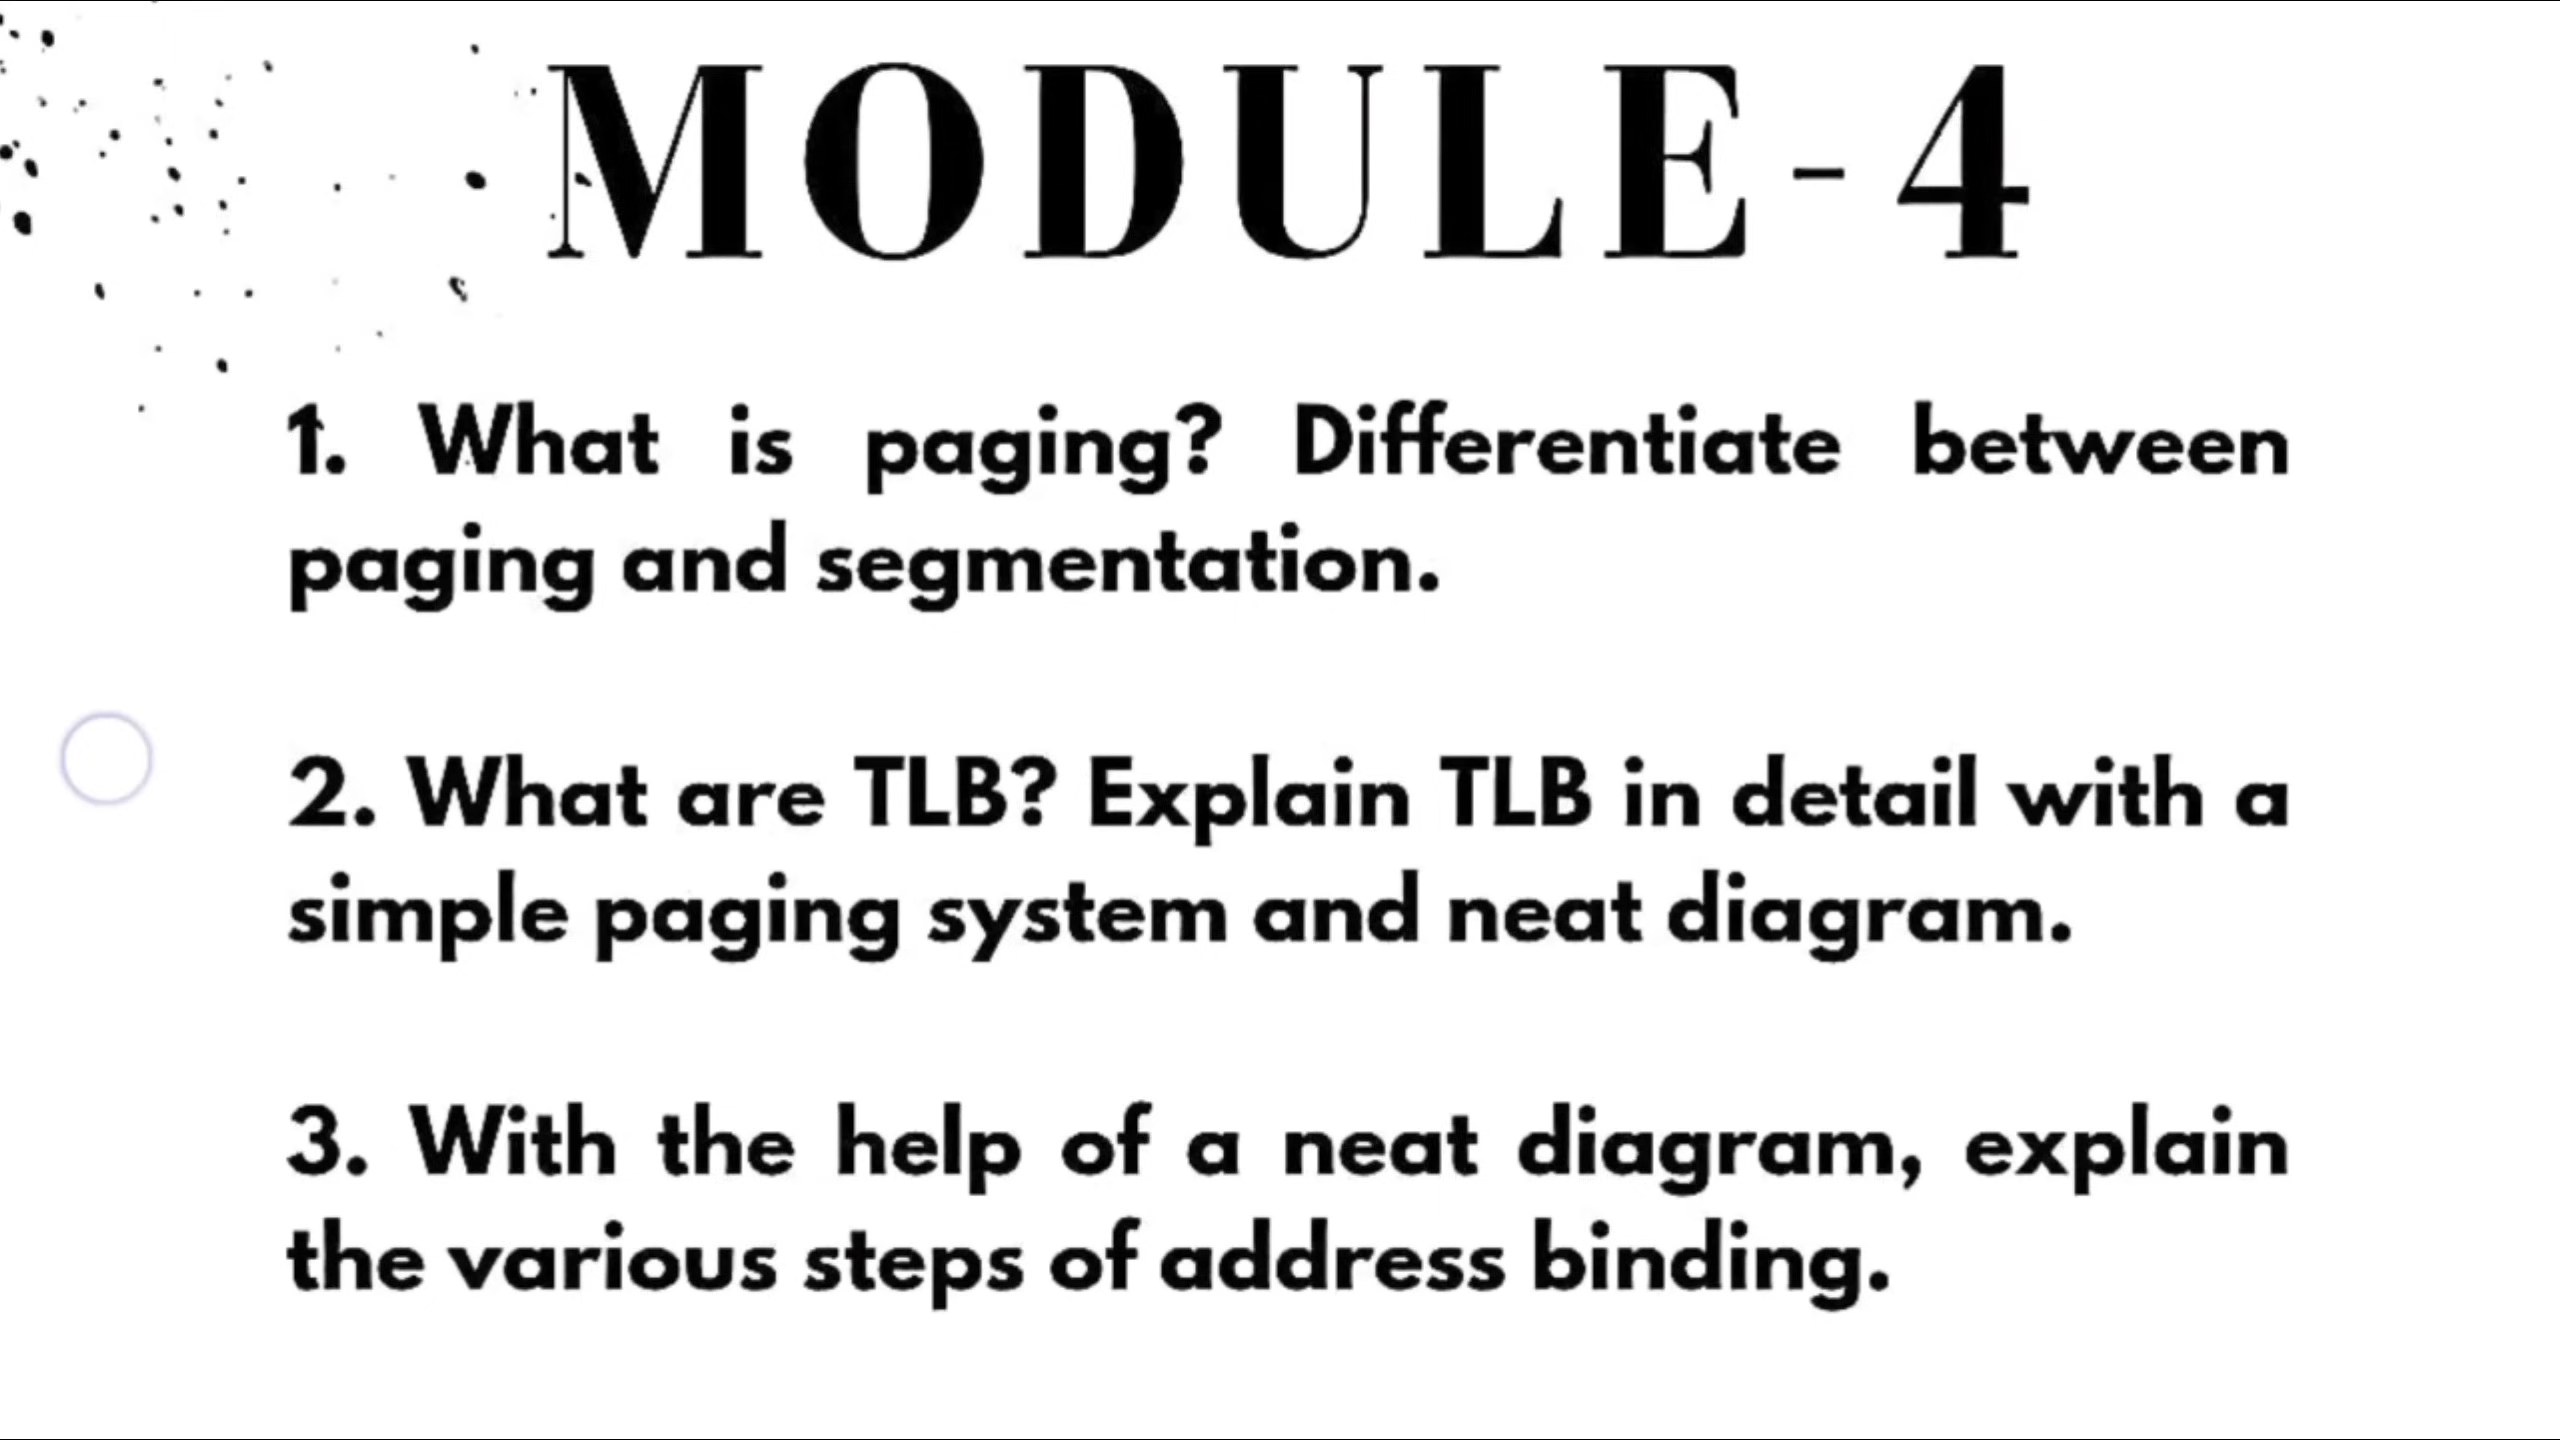 MODULE-4
1. What is paging? Differentiate between
paging and segmentation.
2. What are TLB? Explain TLB in detail with a
simple paging system and neat diagram.
3. With the help of a neat diagram, explain
the various steps of address binding.